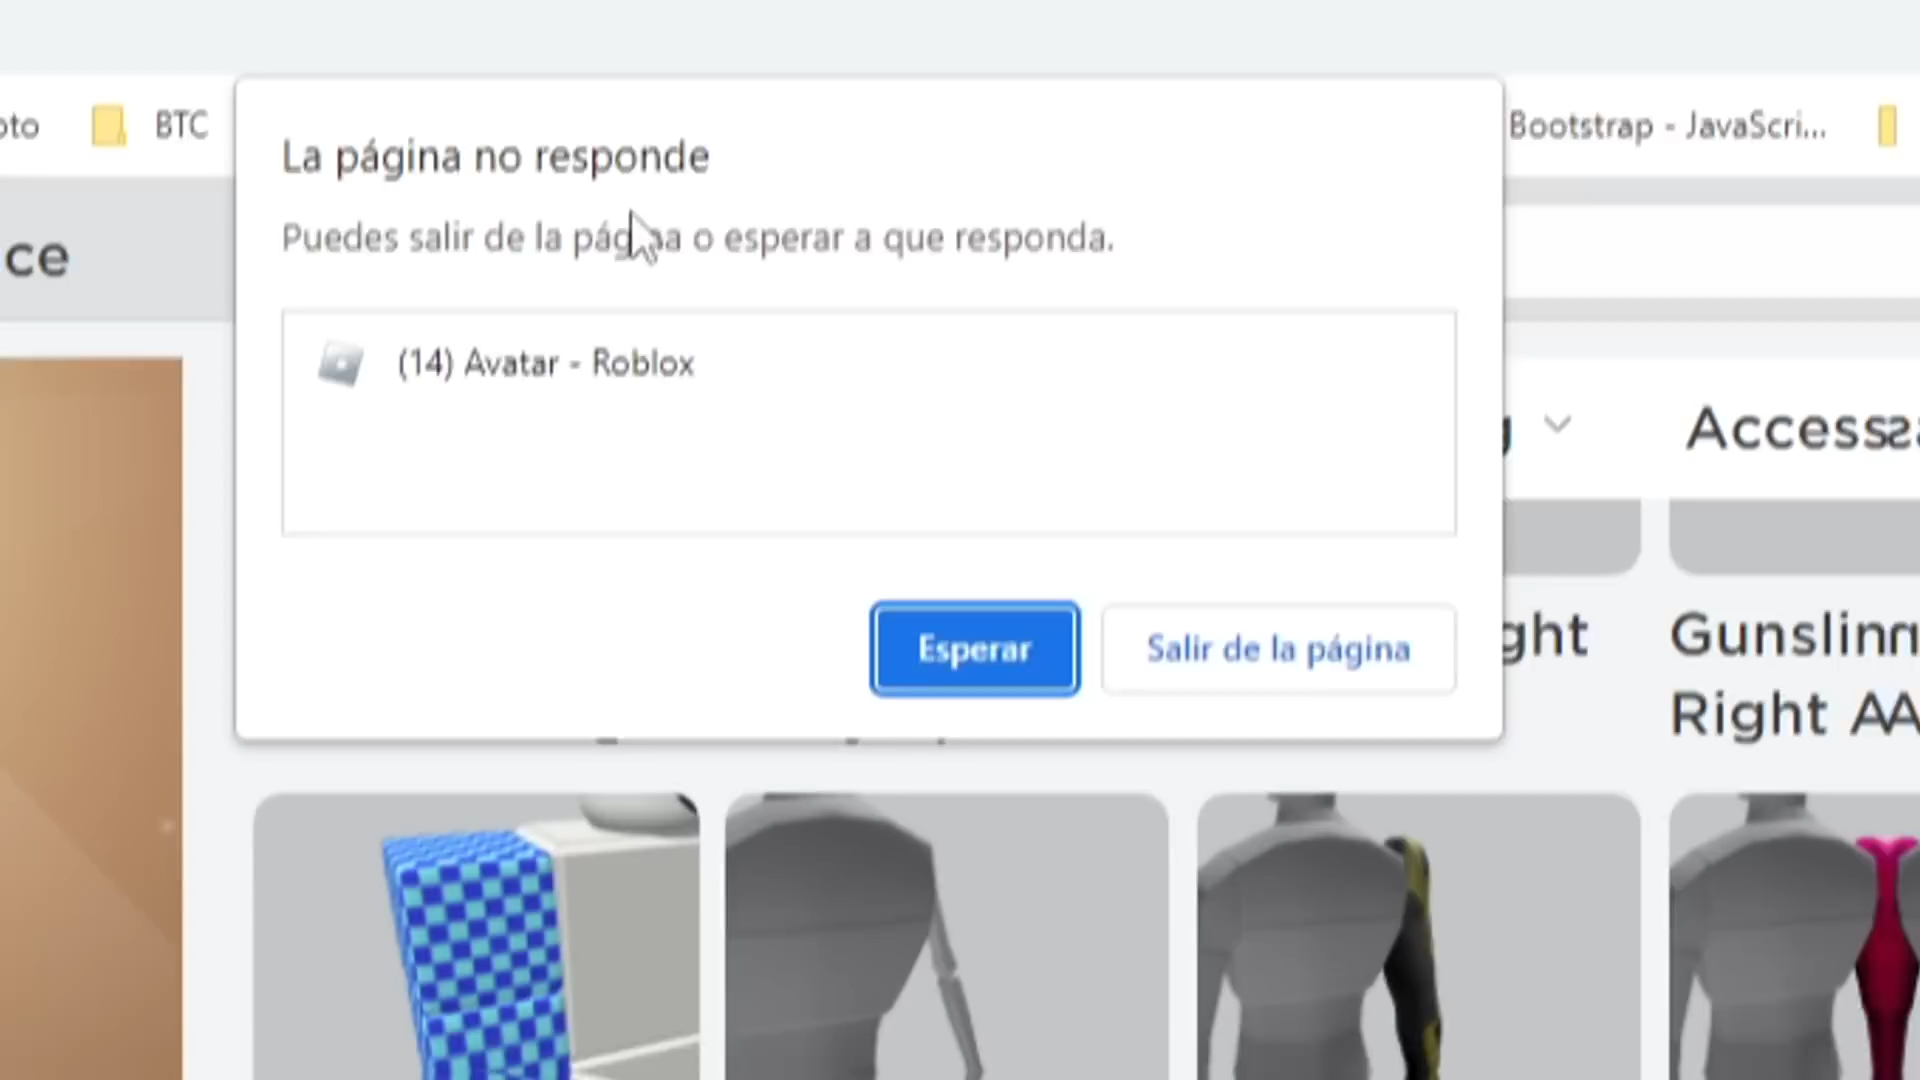 BTC
Bootstrap - JavaScri...
La página no responde
Puedes salir de la página o esperar a que responda.
ce
(14) Avatar - Roblox
Esperar
Salir de la página
ght
Right